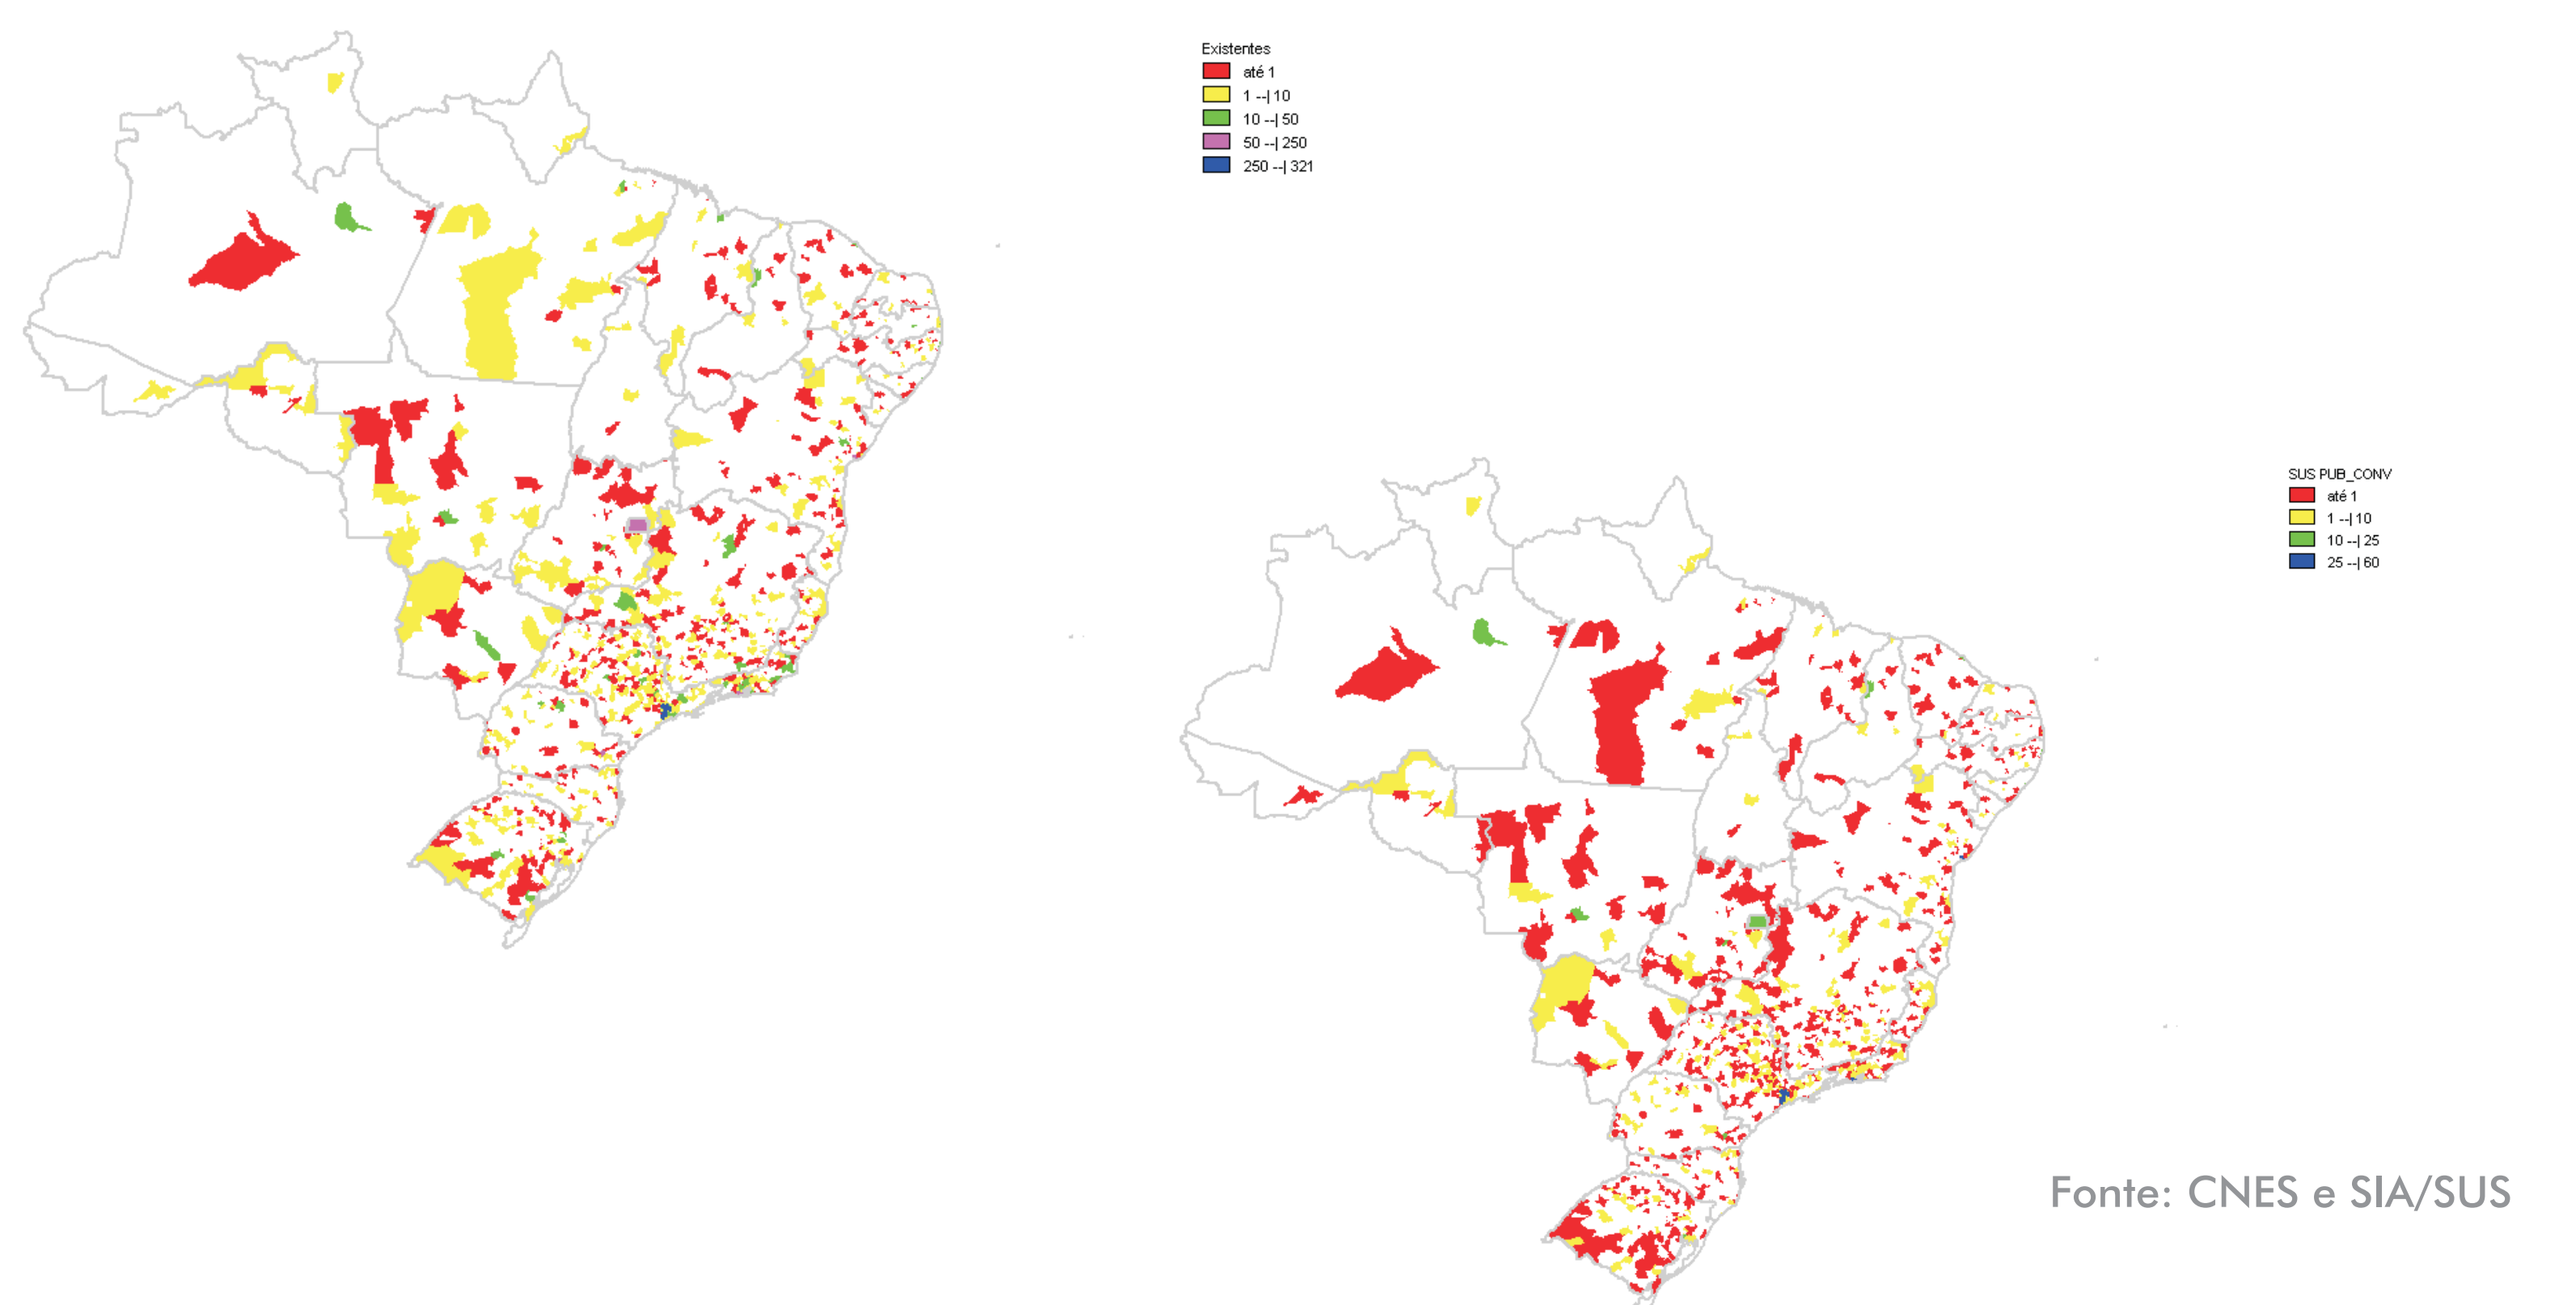 Existentes
até 1
1 --| 10
10 --| 50
50 --| 250
250 --| 321
SUS PUB_CONV
até 1
1 --| 10
10 --| 25
25 --| 60
Fonte: CNES e SIA/SUS